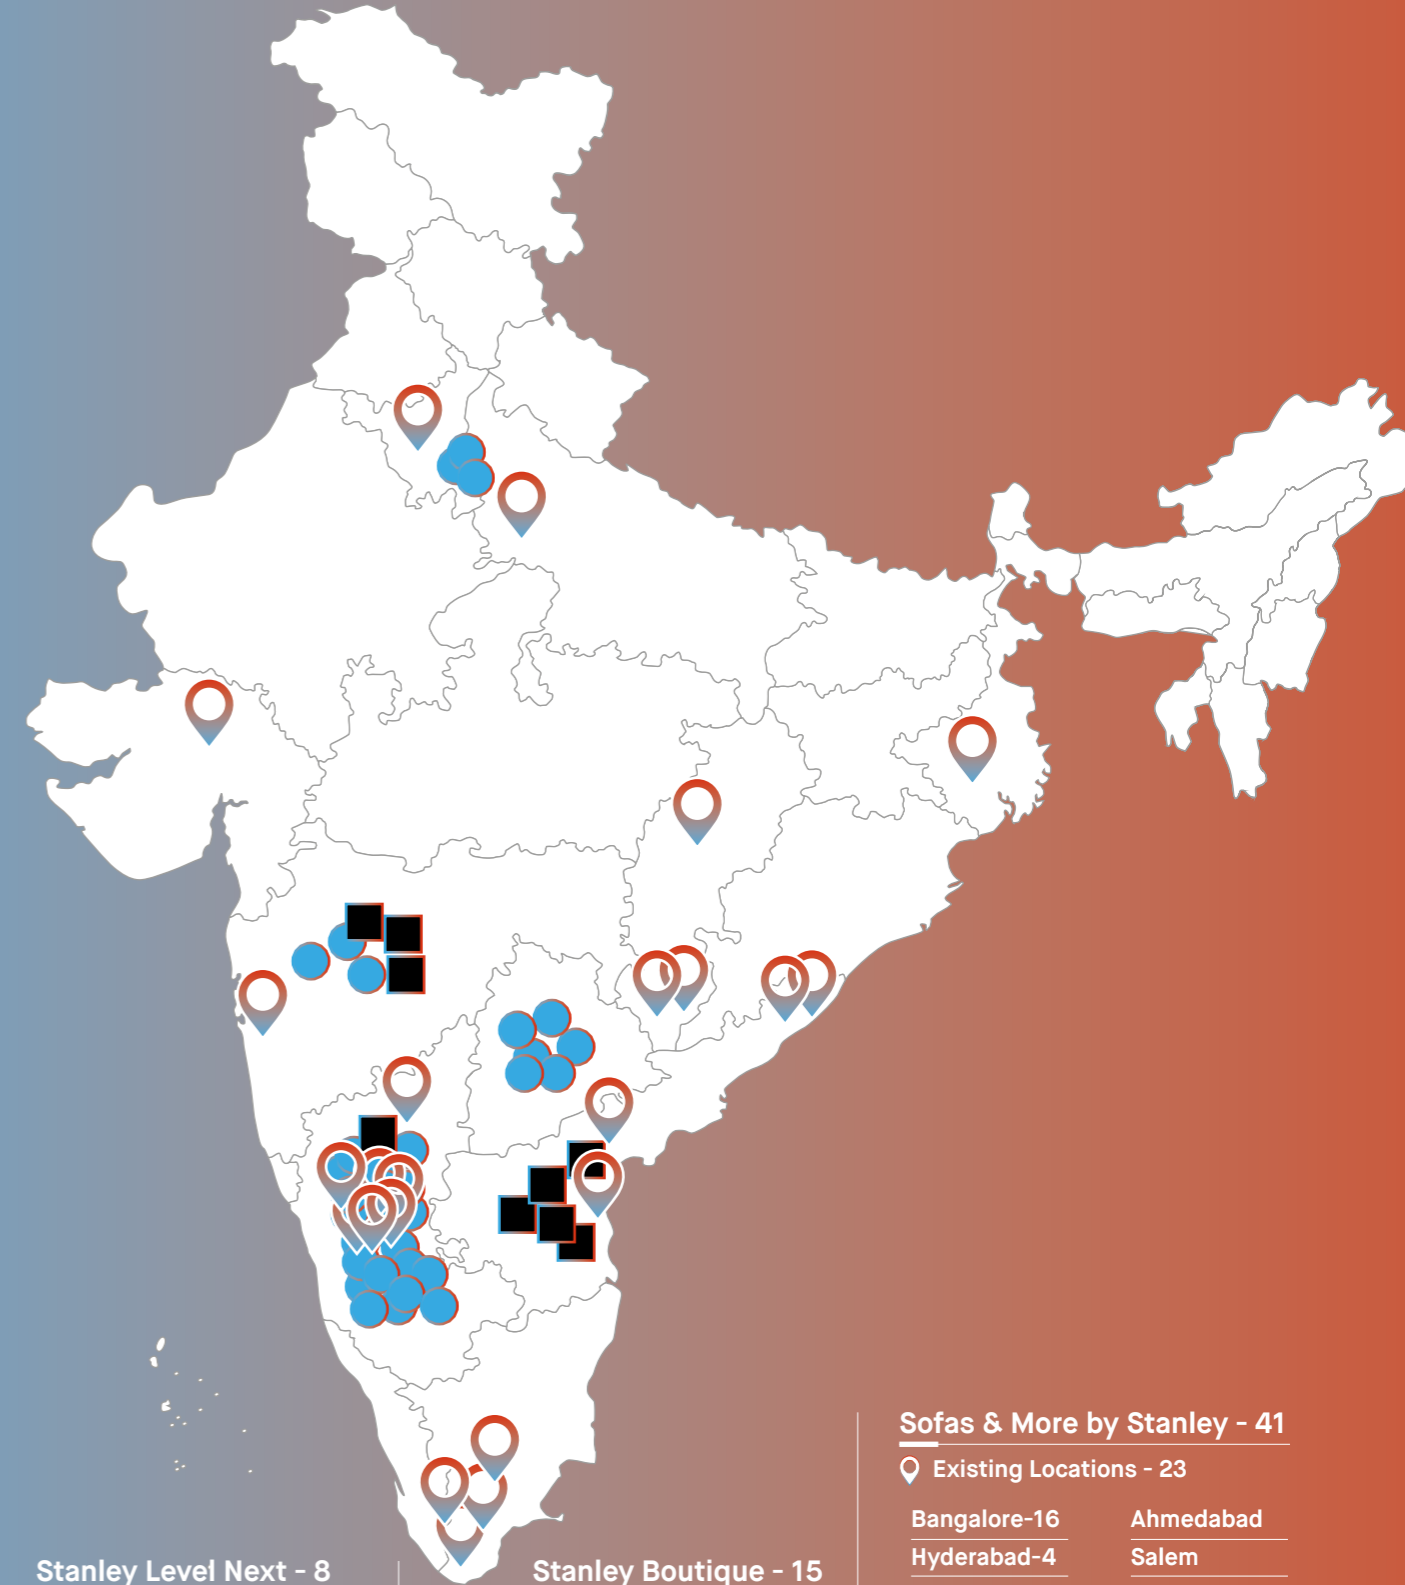 Sofas & More by Stanley - 41
Existing Locations - 23
Bangalore-16
Ahmedabad
Hyderabad-4
Salem
Stanley Level Next - 8
Stanley Boutique - 15